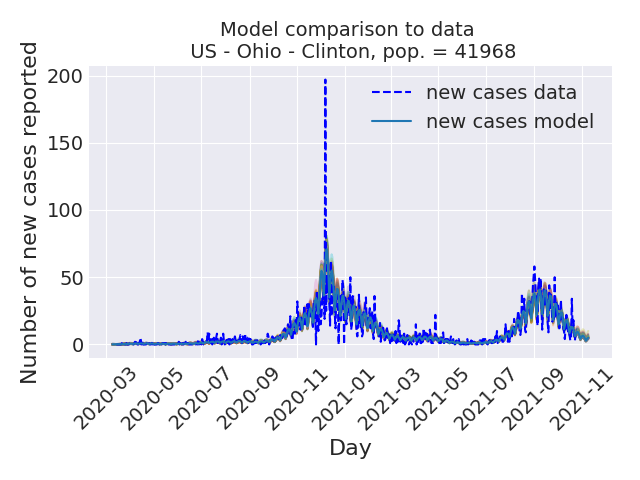 Model comparison to data
US - Ohio - Clinton, pop. = 41968
Number of new cases reported
200
150
100
50
0
new cases data
new cases model
2020-03
2020-05
2020-07
2020-09
2020-11
2021-01
2021-03
2021-05
2021-07
2021-09
2021-11
Day